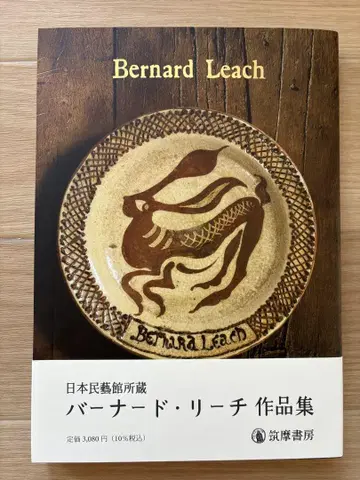 Bernard Leach
Bernard Leach
日本民藝館所蔵
バーナード・リーチ 作品集
定価3,080円（10%税込）
筑摩書房